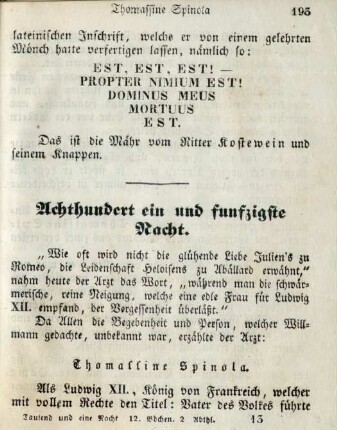 Thomassine Spinola 195
lateinischen Inschrift, welche er von einem gelehrten
Mönch hatte verfertigen lassen, nämlich so:
EST, EST, EST! —
PROPTER NIMIUM EST!
DOMINUS MEUS
MORTUUS
EST.
Das ist die Mähr vom Ritter Kostewein und
seinem Knappen.
Achthundert ein und funfzigste
Nacht.
„Wie oft wird nicht die glühende Liebe Julien's zu
Romeo, die Leidenschaft Heloisens zu Abällard erwähnt,“
nahm heute der Arzt das Wort, „während man die schwär-
merische, reine Neigung, welche eine edle Frau für Ludwig
XII. empfand, der Vergessenheit überläßt.“
Da Allen die Begebenheit und Person, welcher Will-
mann gedachte, unbekannt war, erzählte der Arzt:
Thomassine Spinola.
Als Ludwig XII., König von Frankreich, welcher
mit vollem Rechte den Titel: Vater des Volkes führte
Tausend und eine Nacht 12. Bdchen. 2 Abthl. 13